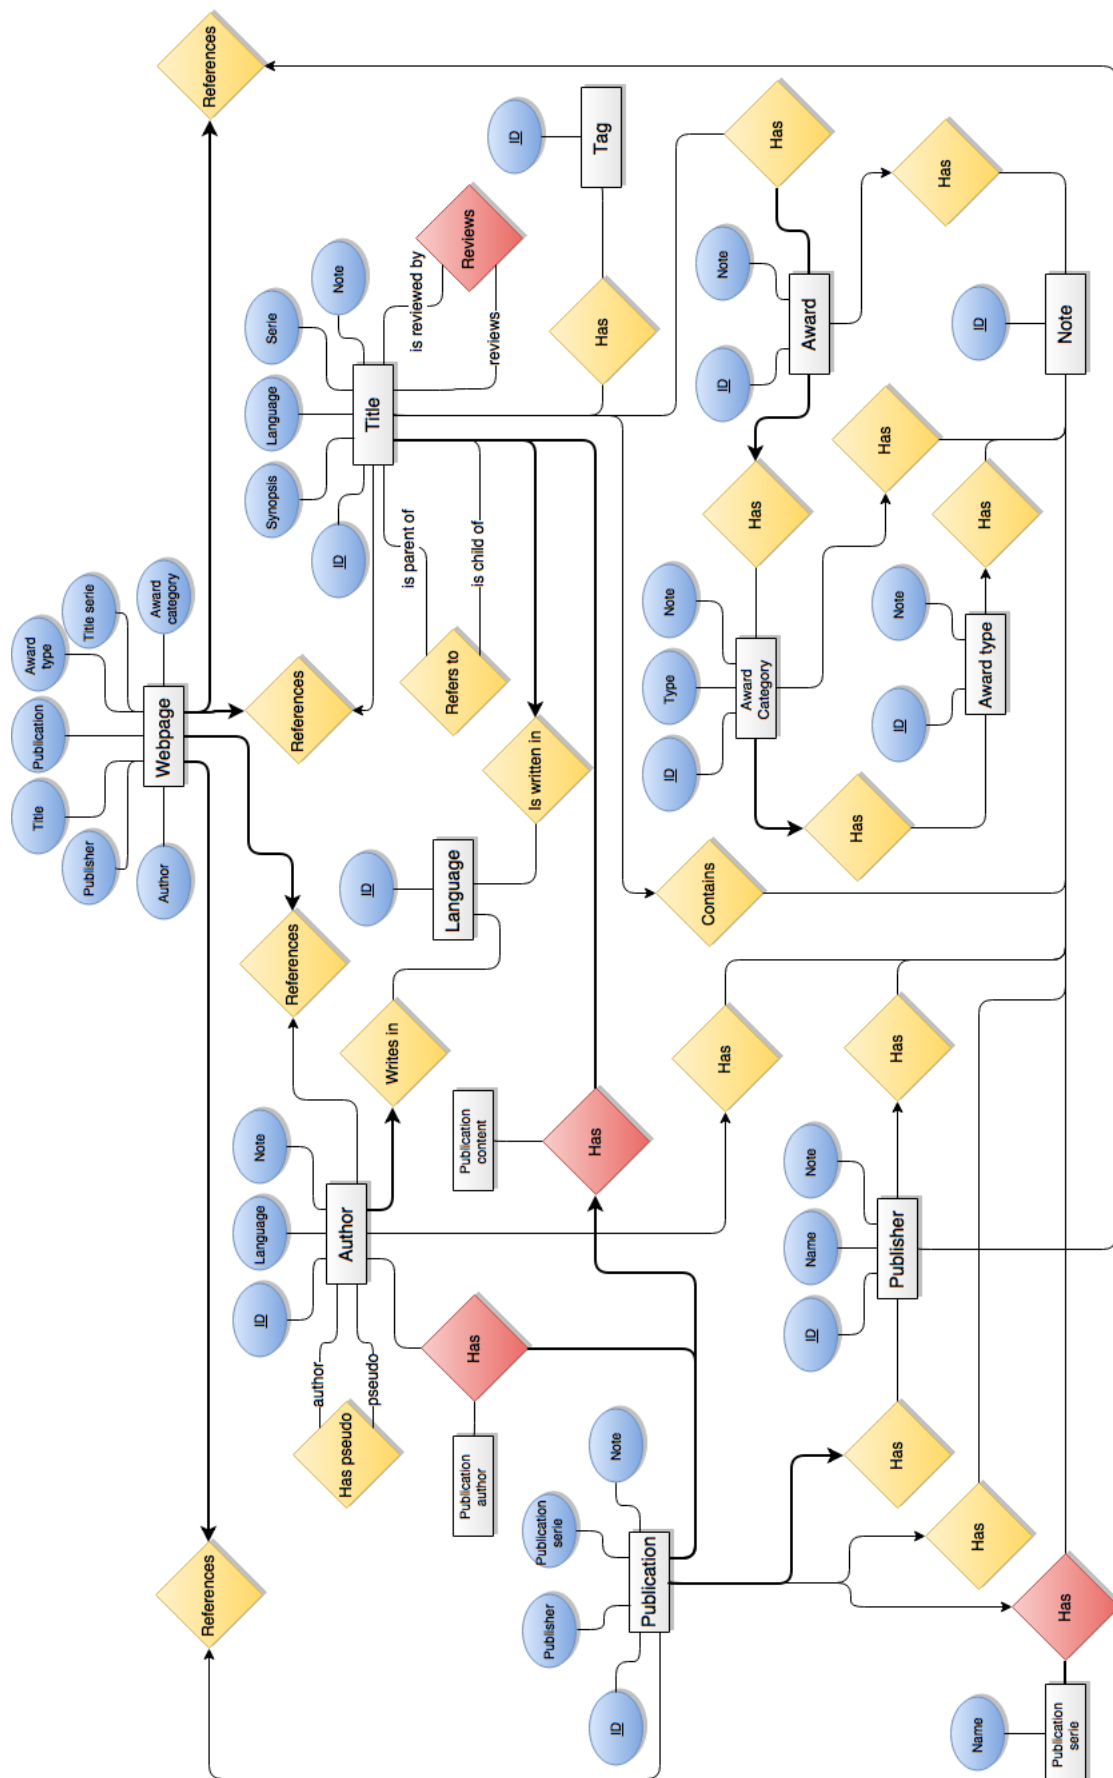 References
References
References
References
Webpage
Author
Publisher
Title
Publication
Award
type
Title serie
Award
category
Title
ID
Synopsis
Language
Serie
Note
is reviewed by
reviews
Reviews
is parent of
is child of
Refers to
Is written in
Has
Tag
ID
Language
ID
Writes in
Author
ID
Language
Note
author
pseudo
Has pseudo
Has
Publication
author
Publication
content
Has
Publication
ID
Publisher
Publication
serie
Note
Has
Has
Has
Publication
serie
Name
Publisher
ID
Name
Note
Has
Has
Contains
Award
Category
ID
Type
Note
Has
Has
Has
Award type
ID
Note
Has
Award
ID
Note
Has
Has
Note
ID